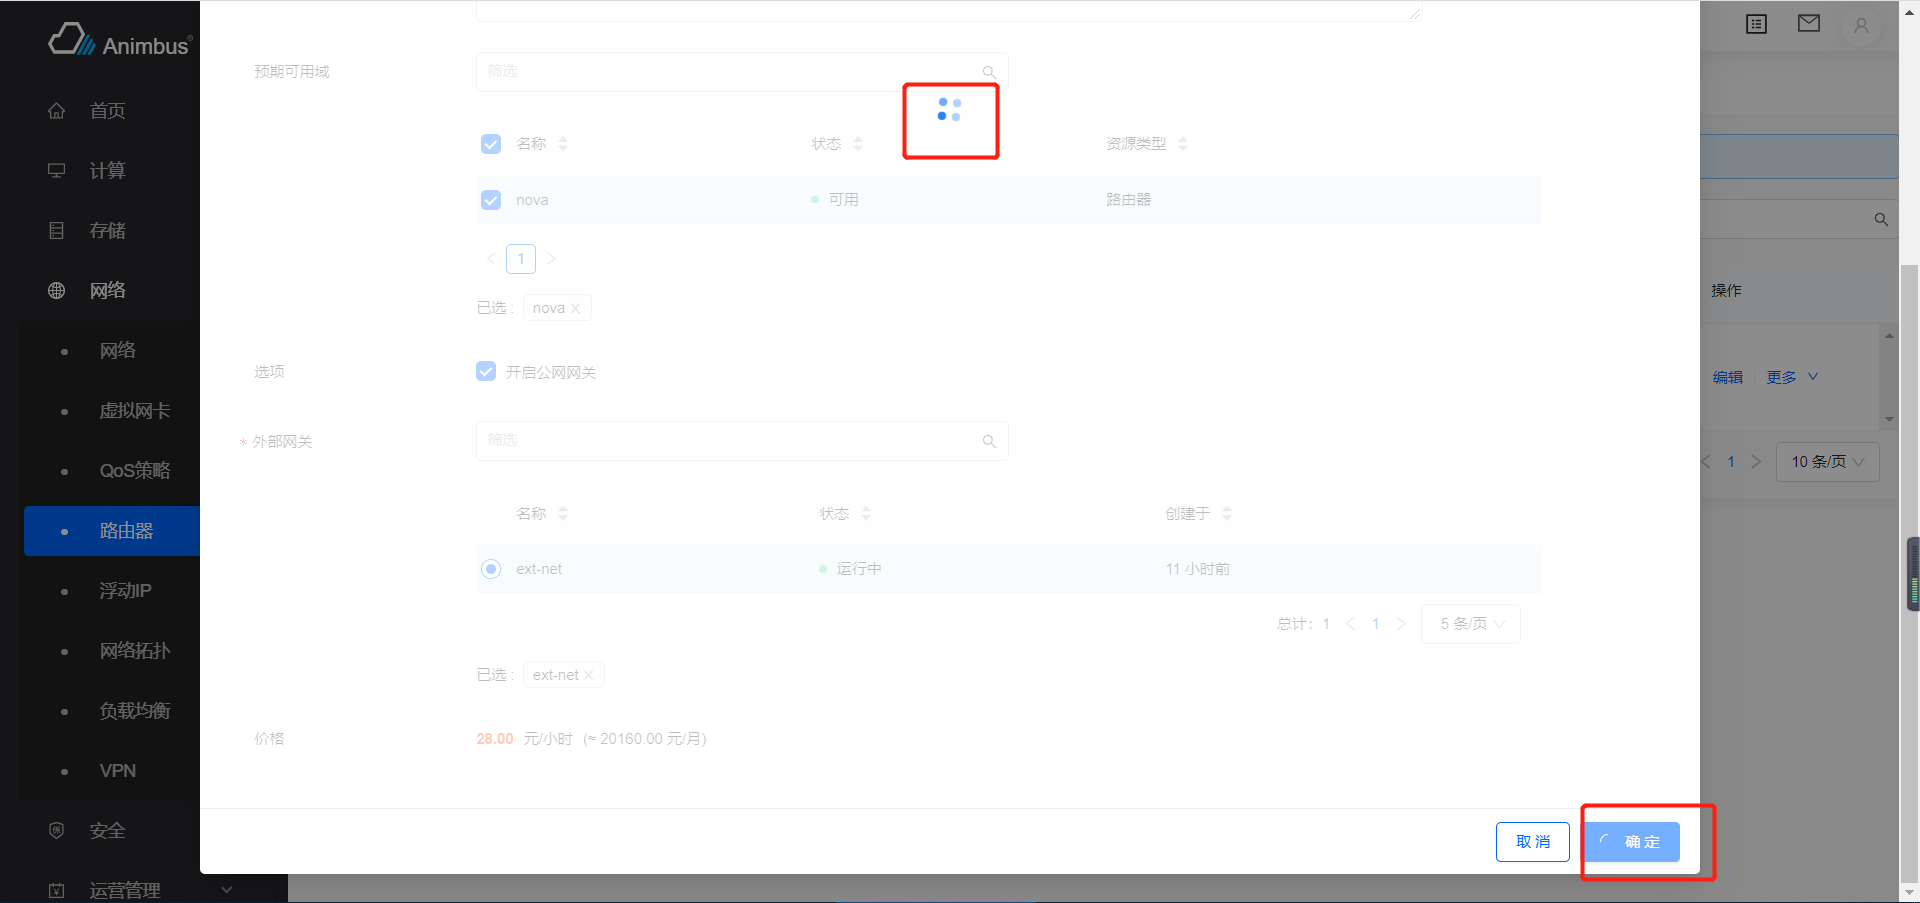 Animbus®
首页
计算
存储
网络
网络
虚拟网卡
QoS策略
路由器
浮动IP
网络拓扑
负载均衡
VPN
安全
运营管理
预期可用域
筛选
名称 状态 资源类型
nova 可用 路由器
1
已选 : nova
选项
开启公网网关
* 外部网关
筛选
名称 状态 创建于
ext-net 运行中 11 小时前
总计：1 1 5 条/页
已选 : ext-net
价格
28.00 元/小时 (≈ 20160.00 元/月)
取 消
确 定
操作
编辑 更多
1 10 条/页